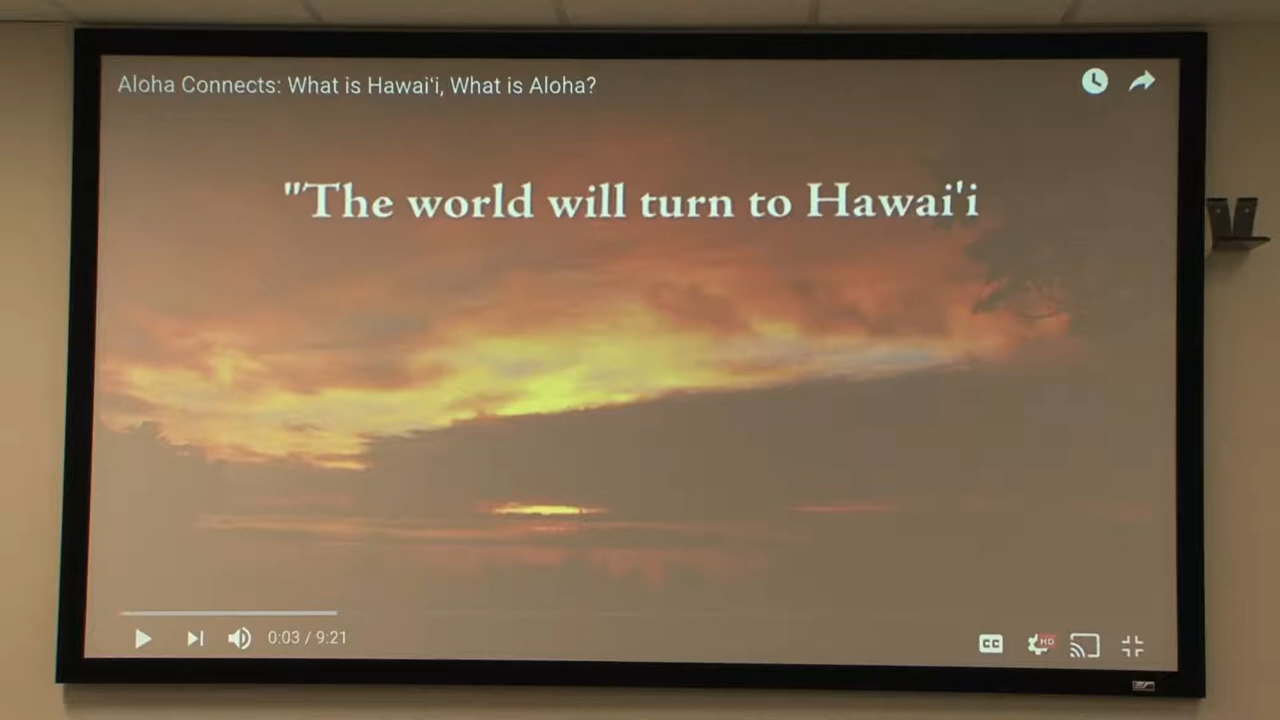 Aloha Connects: What is Hawaiʻi, What is Aloha?
"The world will turn to Hawai'i
0:03 / 9:21
CC
HD